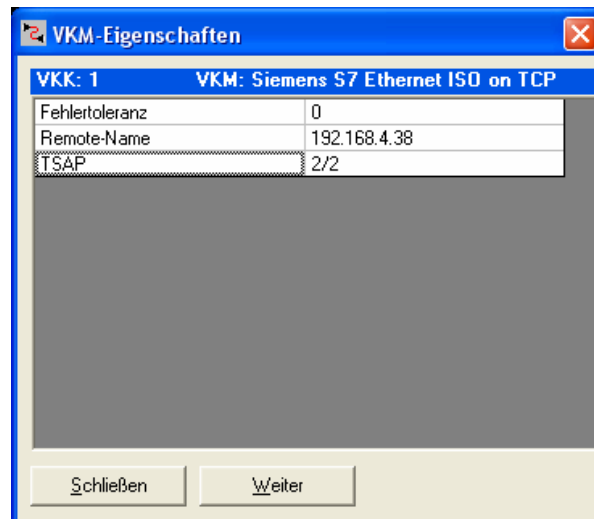 VKM-Eigenschaften
VKK: 1 VKM: Siemens S7 Ethernet ISO on TCP
Fehlertoleranz 0
Remote-Name 192.168.4.38
TSAP 2/2
Schließen Weiter